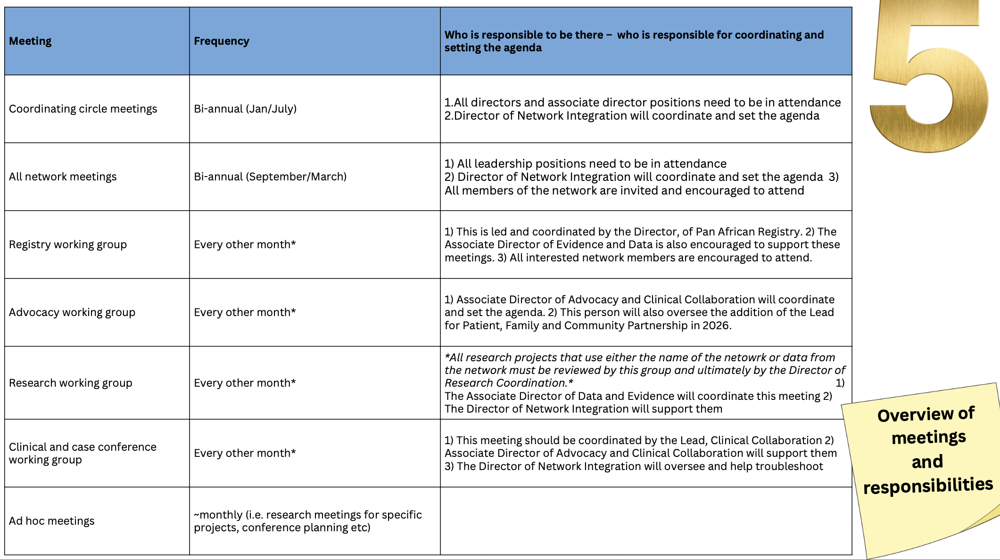 Meeting
Frequency
Who is responsible to be there –  who is responsible for coordinating and
setting the agenda
Coordinating circle meetings
Bi-annual (Jan/July)
1.All directors and associate director positions need to be in attendance
2.Director of Network Integration will coordinate and set the agenda
All network meetings
Bi-annual (September/March)
1) All leadership positions need to be in attendance
2) Director of Network Integration will coordinate and set the agenda  3)
All members of the network are invited and encouraged to attend
Registry working group
Every other month*
1) This is led and coordinated by the Director, of Pan African Registry. 2) The
Associate Director of Evidence and Data is also encouraged to support these
meetings. 3) All interested network members are encouraged to attend.
Advocacy working group
Every other month*
1) Associate Director of Advocacy and Clinical Collaboration will coordinate
and set the agenda. 2) This person will also oversee the addition of the Lead
for Patient, Family and Community Partnership in 2026.
Research working group
Every other month*
*All research projects that use either the name of the netowrk or data from
the network must be reviewed by this group and ultimately by the Director of
Research Coordination.* 1)
The Associate Director of Data and Evidence will coordinate this meeting 2)
The Director of Network Integration will support them
Clinical and case conference
working group
Every other month*
1) This meeting should be coordinated by the Lead, Clinical Collaboration 2)
Associate Director of Advocacy and Clinical Collaboration will support them
3) The Director of Network Integration will oversee and help troubleshoot
Ad hoc meetings
~monthly (i.e. research meetings for specific
projects, conference planning etc)
5
Overview of
meetings
and
responsibilities